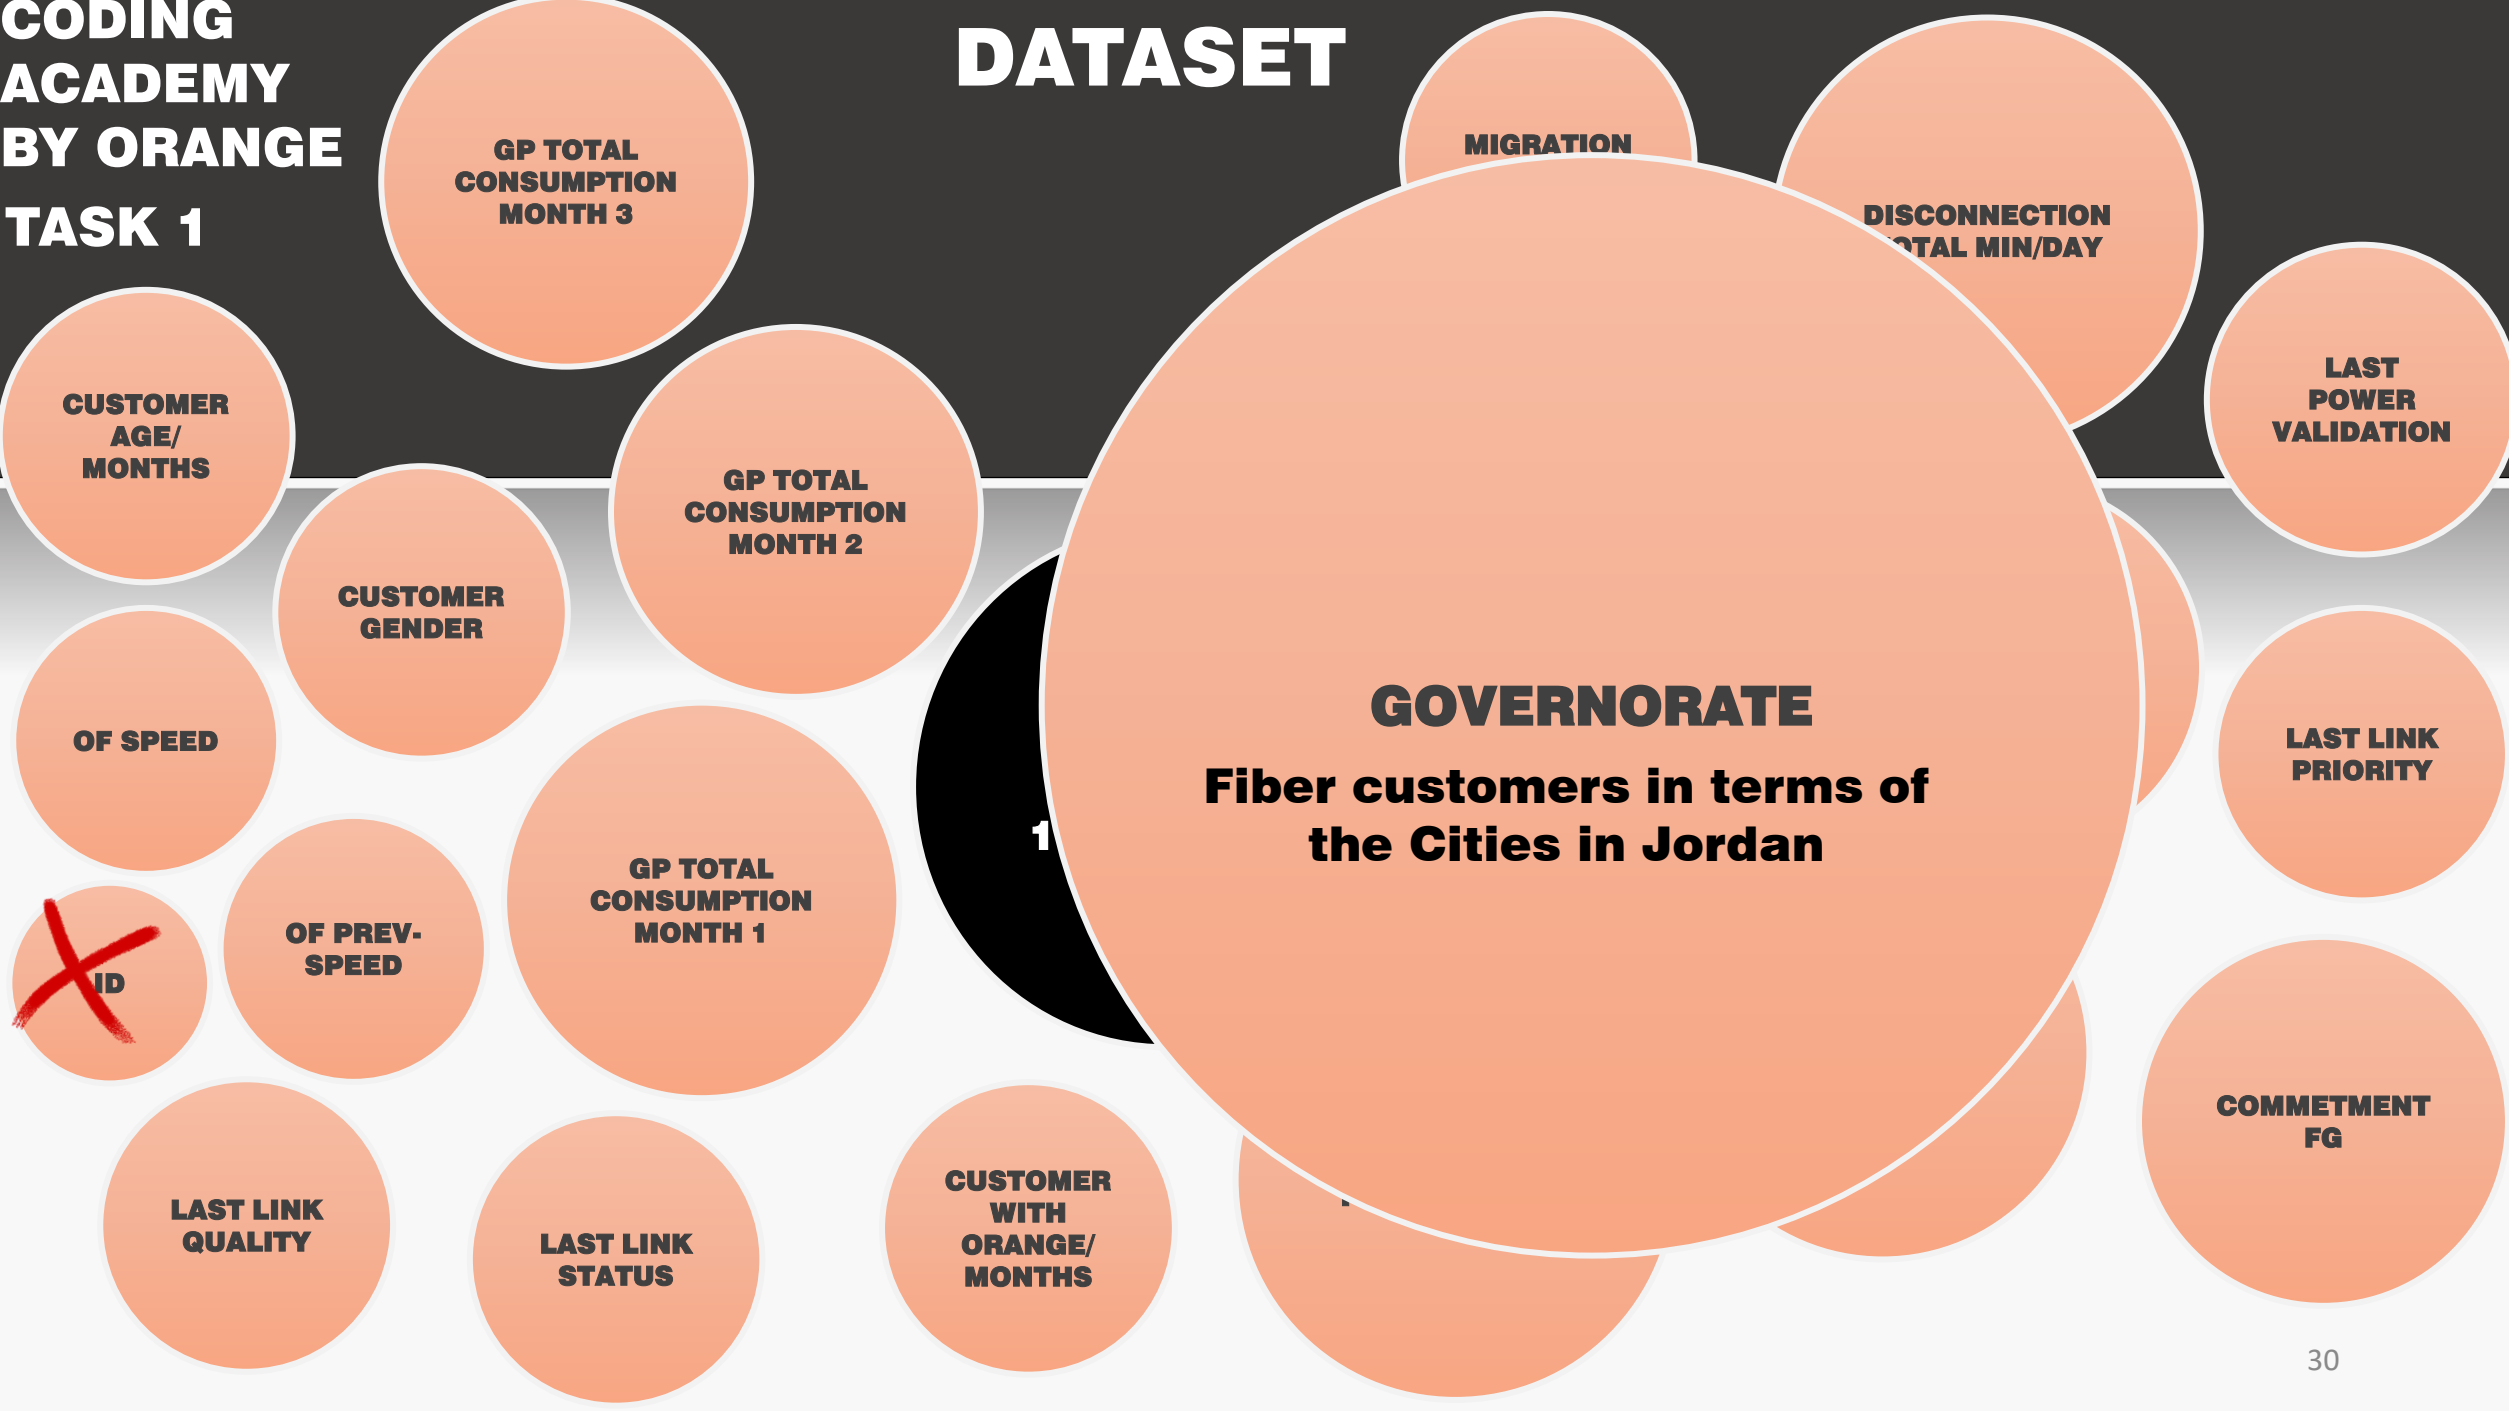 CODING
ACADEMY
BY ORANGE
TASK 1
DATASET
GP TOTAL
CONSUMPTION
MONTH 3
MIGRATION
DISCONNECTION
TOTAL MIN/DAY
LAST
POWER
VALIDATION
CUSTOMER
AGE/
MONTHS
GP TOTAL
CONSUMPTION
MONTH 2
CUSTOMER
GENDER
OF SPEED
GOVERNORATE
Fiber customers in terms of
the Cities in Jordan
1
LAST LINK
PRIORITY
GP TOTAL
CONSUMPTION
MONTH 1
OF PREV-
SPEED
ID
COMMETMENT
FG
LAST LINK
QUALITY
LAST LINK
STATUS
CUSTOMER
WITH
ORANGE/
MONTHS
30